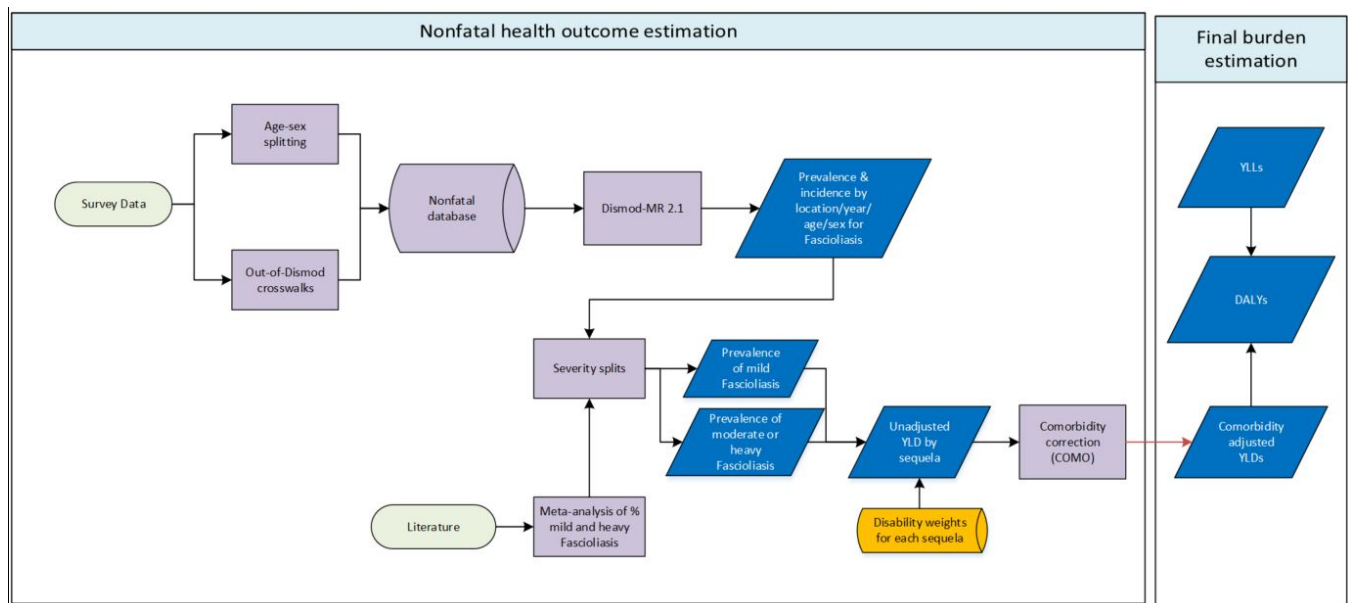 Nonfatal health outcome estimation
Final burden
estimation
Age-sex
splitting
Survey Data
Out-of-Dismod
crosswalks
Nonfatal
database
Dismod-MR 2.1
Prevalence &
incidence by
location/year/
age/sex for
Fascioliasis
YLLs
DALYs
Severity splits
Prevalence
of mild
Fascioliasis
Prevalence of
moderate or
heavy
Fascioliasis
Unadjusted
YLD by
sequela
Comorbidity
correction
(COMO)
Comorbidity
adjusted
YLDs
Literature
Meta-analysis of %
mild and heavy
Fascioliasis
Disability weights
for each sequela